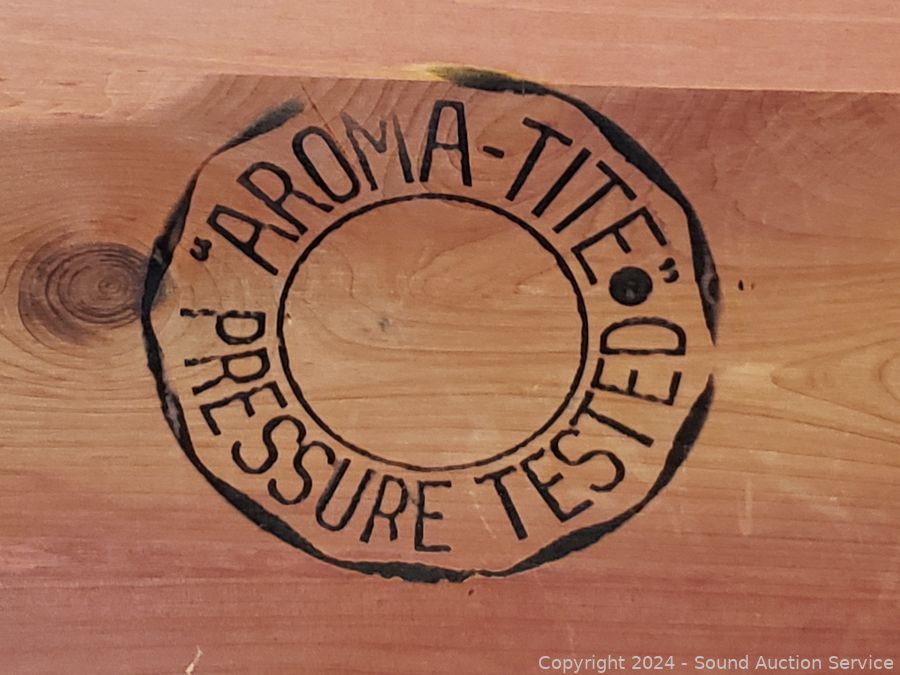 "AROMA-TITE"
PRESSURE TESTED
Copyright 2024 - Sound Auction Service